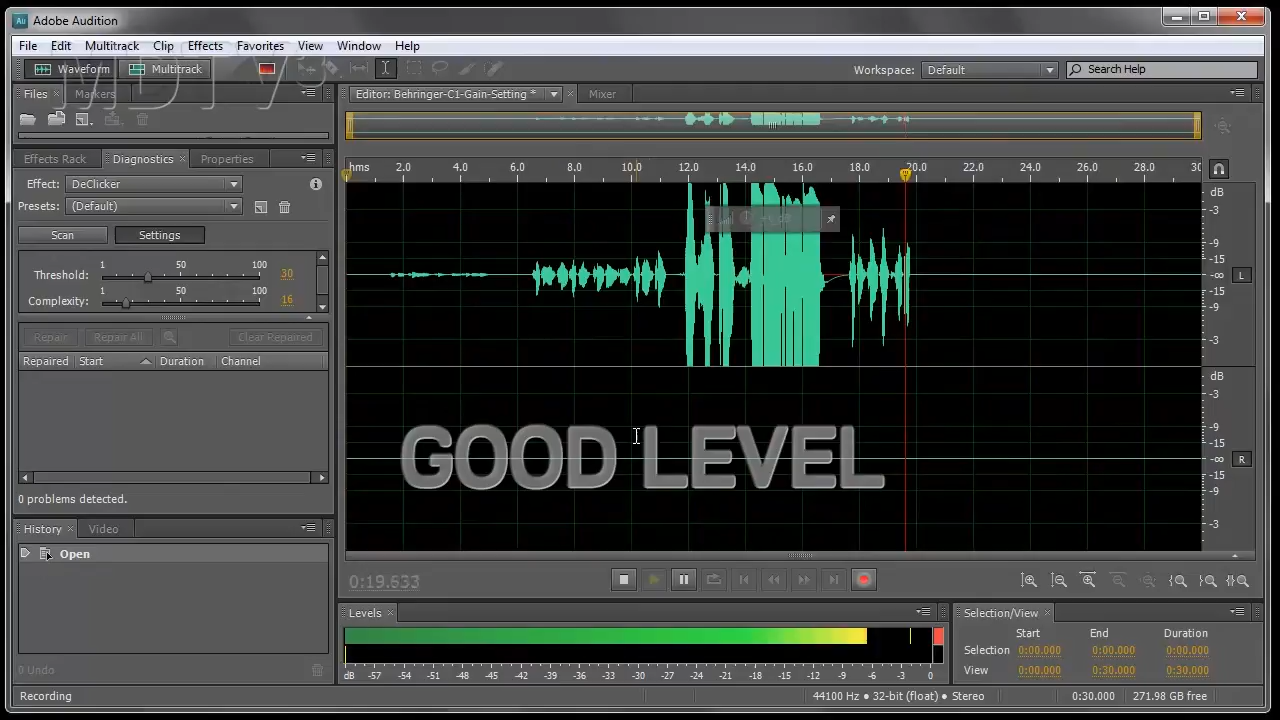 Adobe Audition
File Edit Multitrack Clip Effects Favorites View Window Help
Waveform Multitrack Workspace: Default Search Help
Files Markers
Editor: Behringer-C1-Gain-Setting * Mixer
Effects Rack Diagnostics Properties
Effect: DeClicker
Presets: (Default)
Scan Settings
1 50 100
Threshold: 30
1 50 100
Complexity: 16
Repair Repair All Clear Repaired
Repaired Start Duration Channel
0 problems detected.
History Video
Open
0 Undo
Recording
hms 2.0 4.0 6.0 8.0 10.0 12.0 14.0 16.0 18.0 20.0 22.0 24.0 26.0 28.0 30
dB
-3
-9
-15
-∞ L
-15
-9
-3
dB
-3
-9
-15
-∞ R
-15
-9
-3
GOOD LEVEL
0:19.533
Levels
dB -57 -54 -51 -48 -45 -42 -39 -36 -33 -30 -27 -24 -21 -18 -15 -12 -9 -6 -3 0
Selection/View
Start End Duration
Selection 0:00.000 0:00.000 0:00.000
View 0:00.000 0:30.000 0:30.000
44100 Hz • 32-bit (float) • Stereo 0:30.000 271.98 GB free